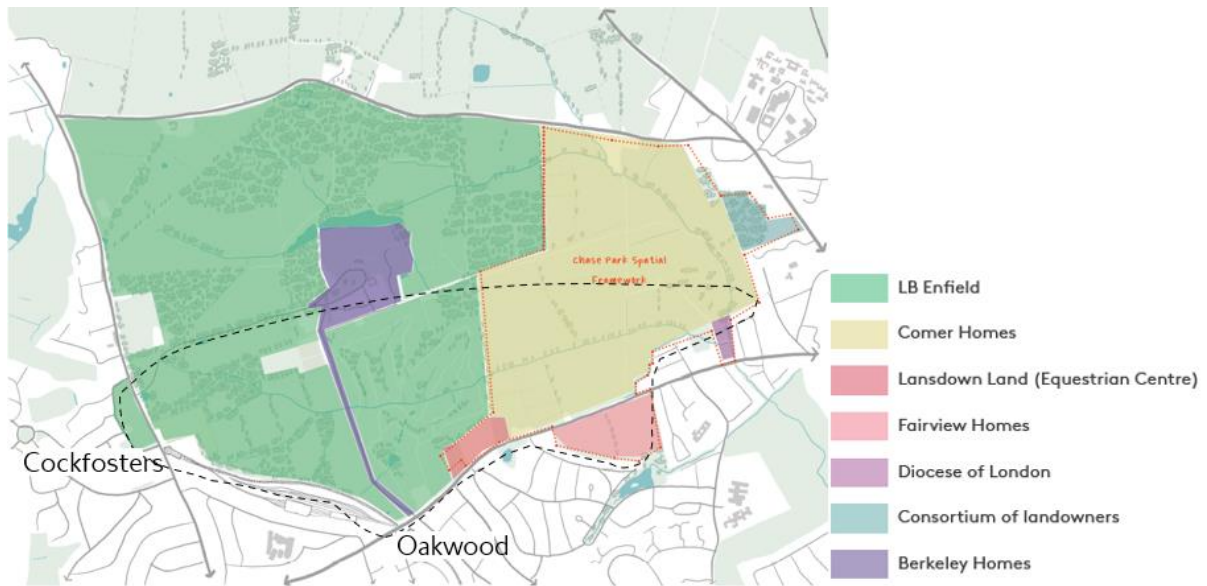 Chase Park Spatial
Framework
Cockfosters
Oakwood
LB Enfield
Comer Homes
Lansdown Land (Equestrian Centre)
Fairview Homes
Diocese of London
Consortium of landowners
Berkeley Homes